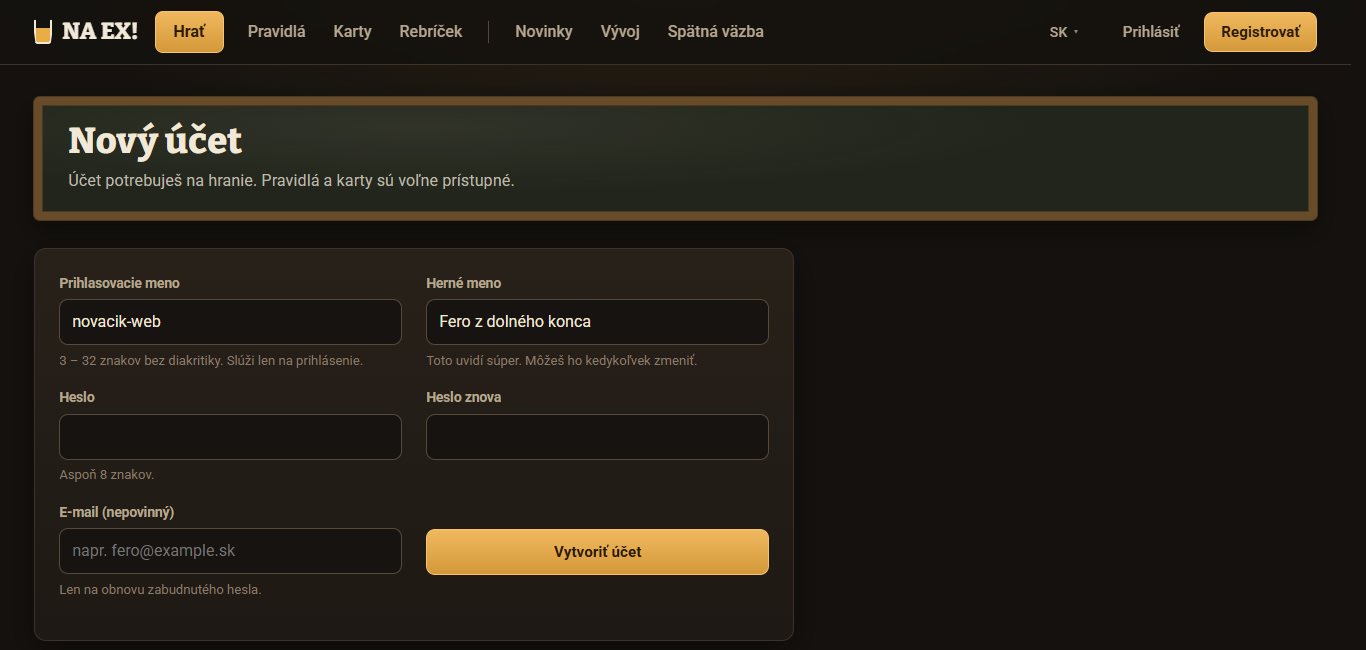 NA EX! Hrať Pravidlá Karty Rebríček Novinky Vývoj Spätná väzba SK Prihlásiť Registrovať
Nový účet
Účet potrebuješ na hranie. Pravidlá a karty sú voľne prístupné.
Prihlasovacie meno Herné meno
novacik-web Fero z dolného konca
3 – 32 znakov bez diakritiky. Slúži len na prihlásenie. Toto uvidí súper. Môžeš ho kedykoľvek zmeniť.
Heslo Heslo znova
Aspoň 8 znakov.
E-mail (nepovinný)
napr. fero@example.sk Vytvoriť účet
Len na obnovu zabudnutého hesla.